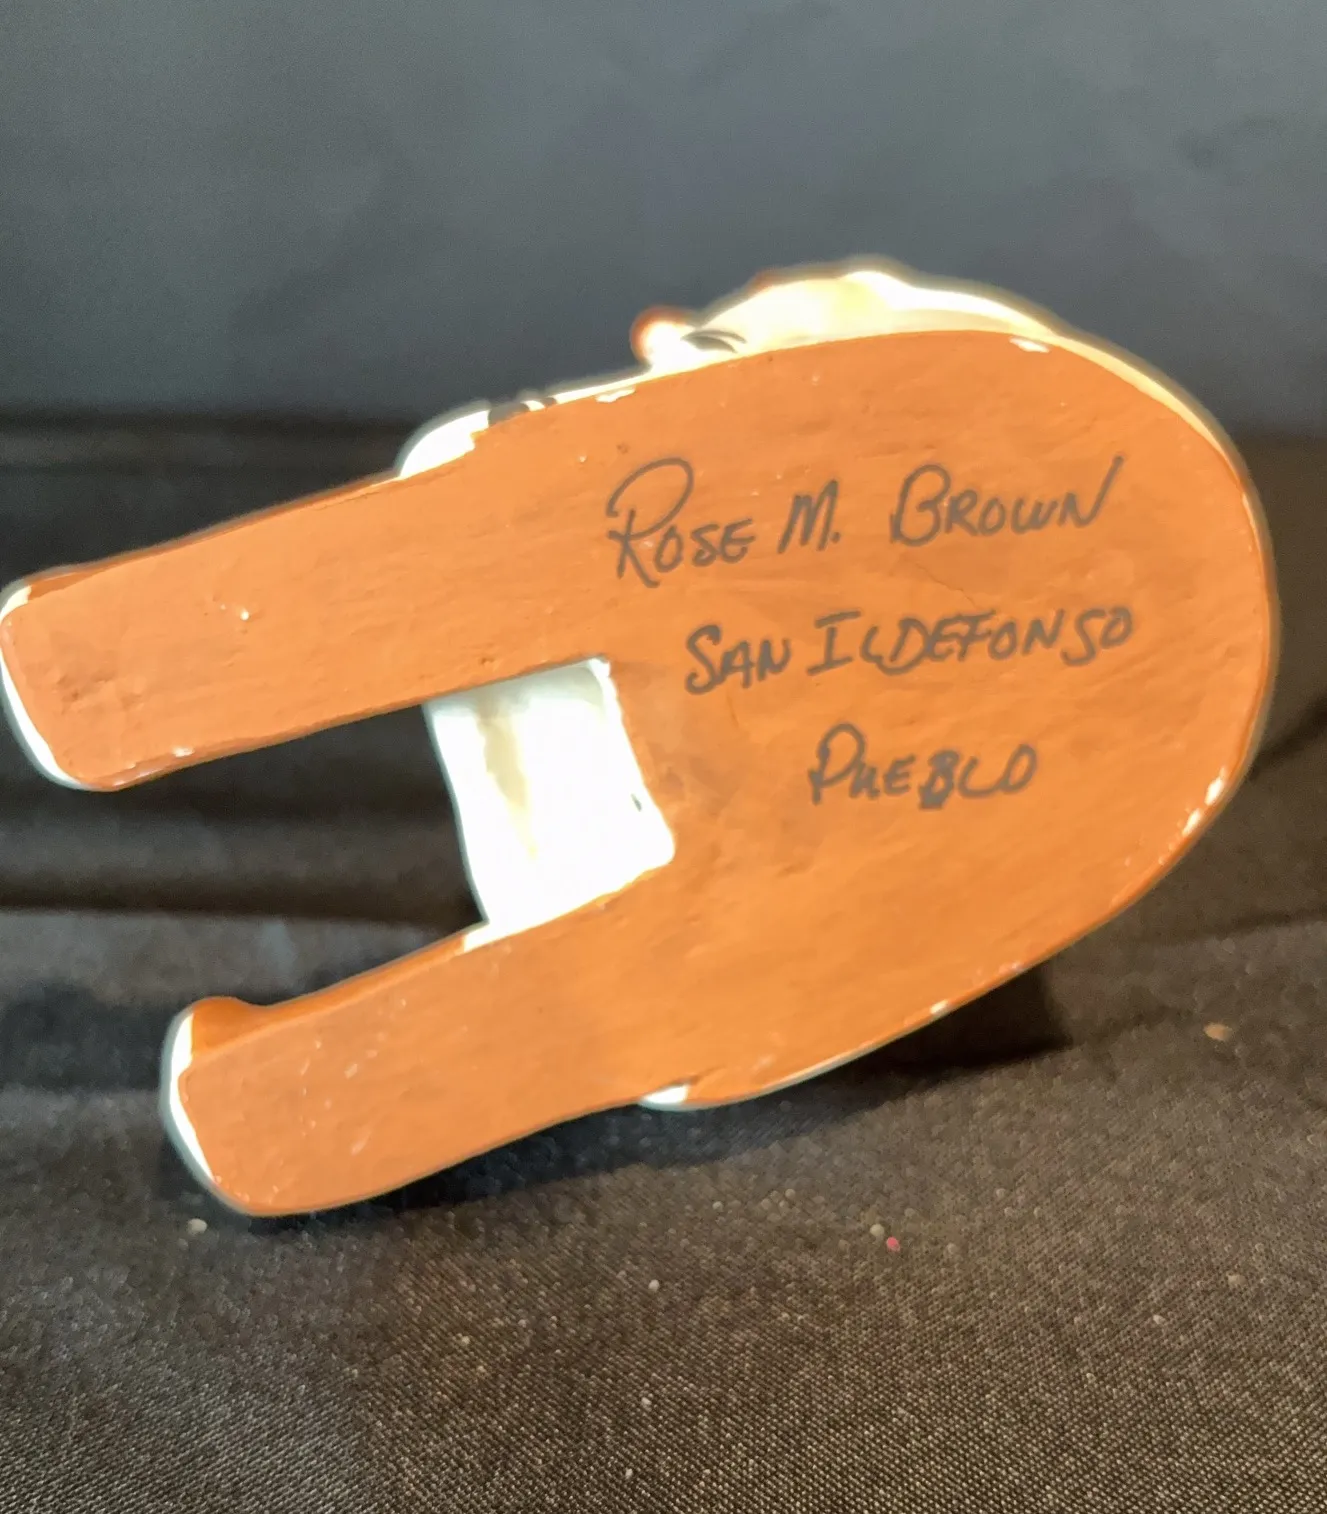 Rose M. Brown
San Ildefonso
Pueblo